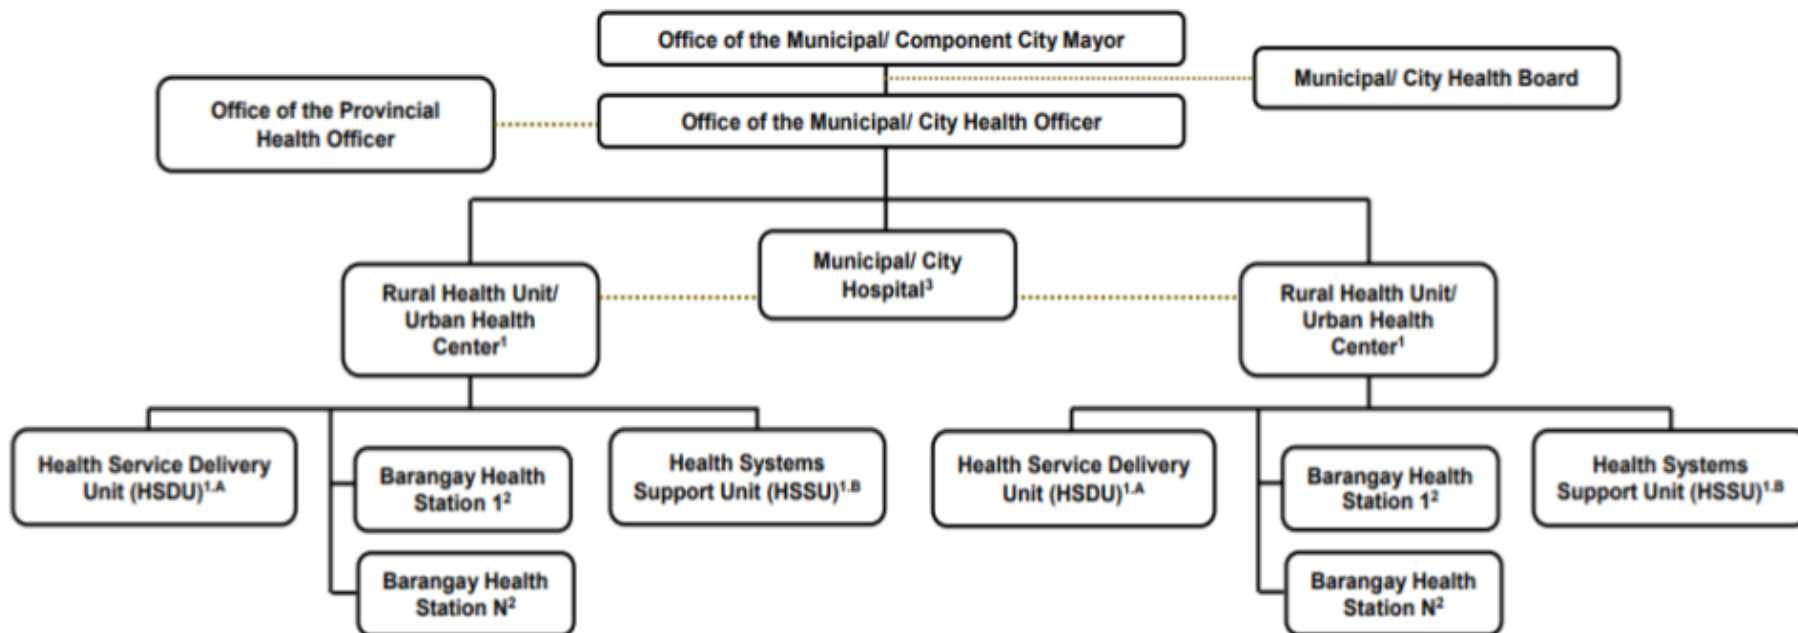 Office of the Municipal/ Component City Mayor
Municipal/ City Health Board
Office of the Provincial
Health Officer
Office of the Municipal/ City Health Officer
Municipal/ City
Hospital³
Rural Health Unit/
Urban Health
Center¹
Rural Health Unit/
Urban Health
Center¹
Health Service Delivery
Unit (HSDU)¹·ᴬ
Barangay Health
Station 1²
Barangay Health
Station N²
Health Systems
Support Unit (HSSU)¹·ᴮ
Health Service Delivery
Unit (HSDU)¹·ᴬ
Barangay Health
Station 1²
Barangay Health
Station N²
Health Systems
Support Unit (HSSU)¹·ᴮ